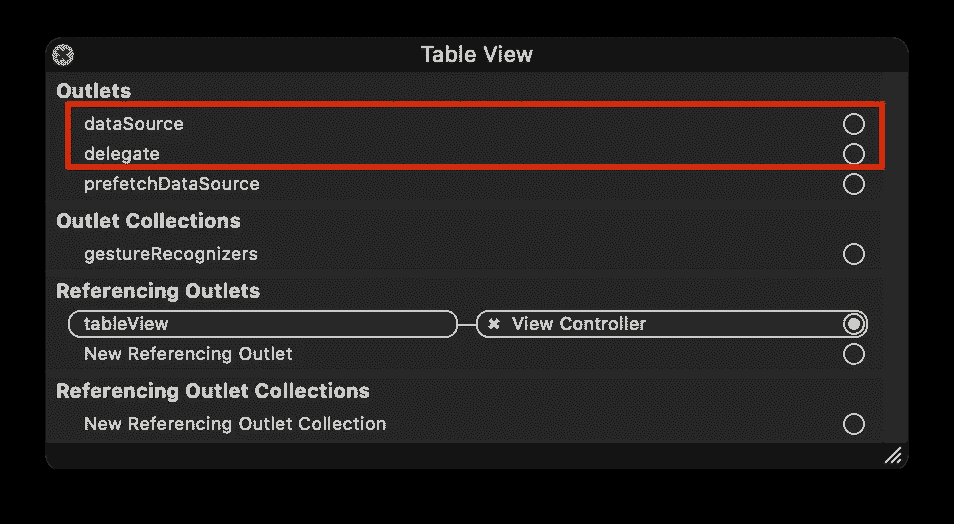 Table View
Outlets
dataSource
delegate
prefetchDataSource
Outlet Collections
gestureRecognizers
Referencing Outlets
tableView ✖ View Controller
New Referencing Outlet
Referencing Outlet Collections
New Referencing Outlet Collection